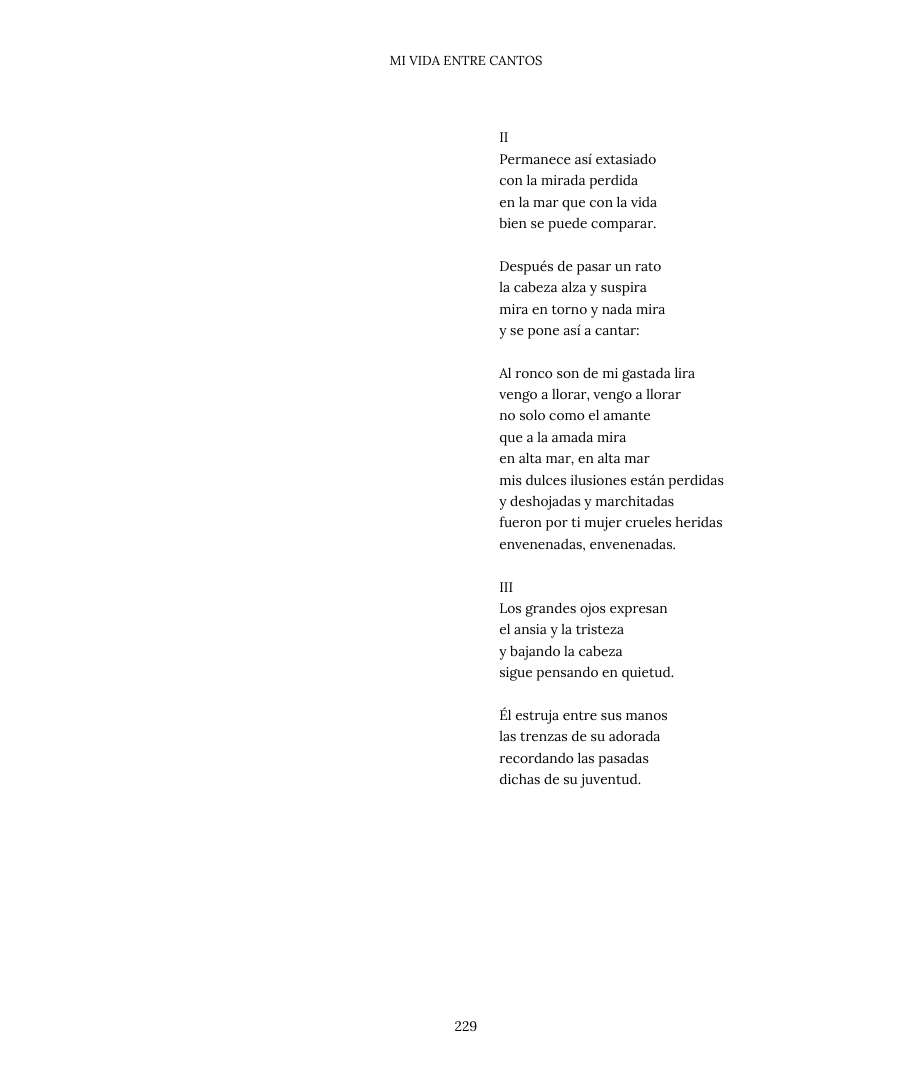 MI VIDA ENTRE CANTOS
II
Permanece así extasiado
con la mirada perdida
en la mar que con la vida
bien se puede comparar.
Después de pasar un rato
la cabeza alza y suspira
mira en torno y nada mira
y se pone así a cantar:
Al ronco son de mi gastada lira
vengo a llorar, vengo a llorar
no solo como el amante
que a la amada mira
en alta mar, en alta mar
mis dulces ilusiones están perdidas
y deshojadas y marchitadas
fueron por ti mujer crueles heridas
envenenadas, envenenadas.
III
Los grandes ojos expresan
el ansia y la tristeza
y bajando la cabeza
sigue pensando en quietud.
Él estruja entre sus manos
las trenzas de su adorada
recordando las pasadas
dichas de su juventud.
229